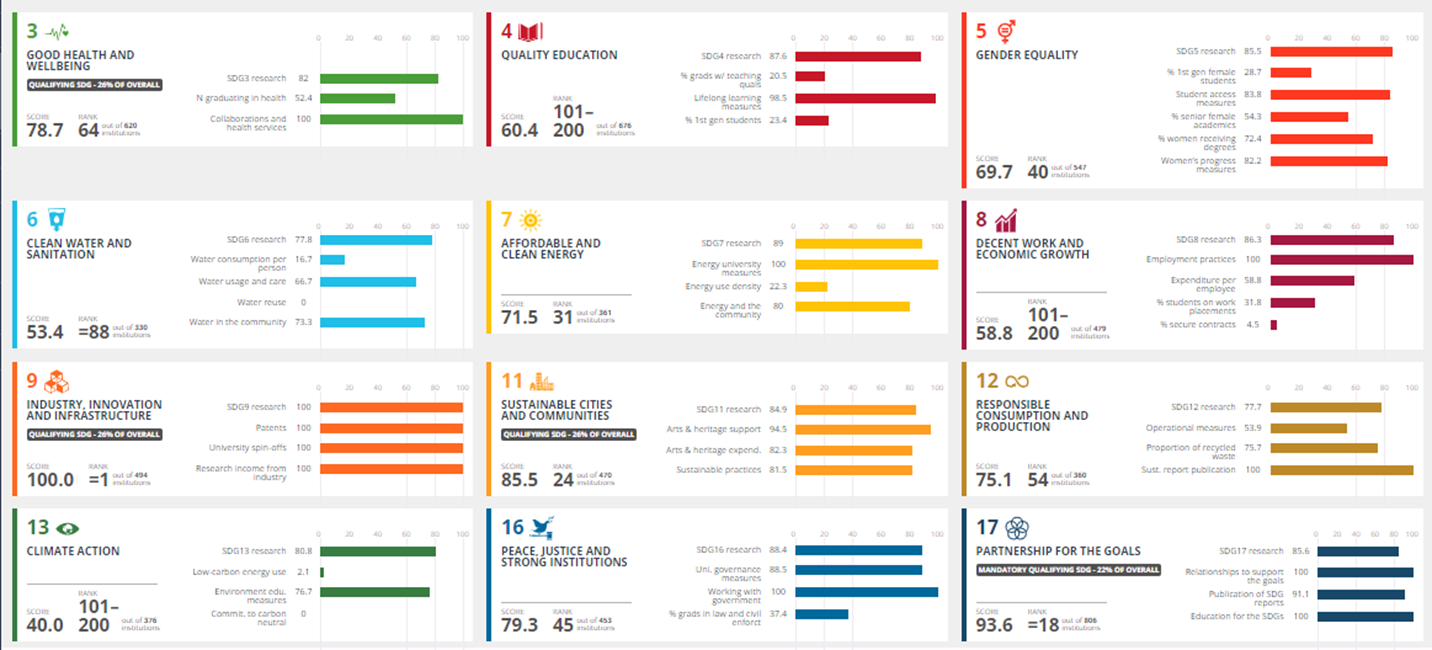 3
GOOD HEALTH AND
WELLBEING
QUALIFYING SDG - 26% OF OVERALL
SCORE
78.7
RANK
64 out of 620
institutions
0 20 40 60 80 100
SDG3 research 82
N graduating in health 52.4
Collaborations and
health services 100
4
QUALITY EDUCATION
SCORE
60.4
RANK
101–
200 out of 676
institutions
0 20 40 60 80 100
SDG4 research 87.6
% grads w/ teaching
quals 20.5
Lifelong learning
measures 98.5
% 1st gen students 23.4
5
GENDER EQUALITY
SCORE
69.7
RANK
40 out of 547
institutions
0 20 40 60 80 100
SDG5 research 85.5
% 1st gen female
students 28.7
Student access
measures 83.8
% senior female
academics 54.3
% women receiving
degrees 72.4
Women's progress
measures 82.2
6
CLEAN WATER AND
SANITATION
SCORE
53.4
RANK
=88 out of 330
institutions
0 20 40 60 80 100
SDG6 research 77.8
Water consumption per
person 16.7
Water usage and care 66.7
Water reuse 0
Water in the community 73.3
7
AFFORDABLE AND
CLEAN ENERGY
SCORE
71.5
RANK
31 out of 361
institutions
0 20 40 60 80 100
SDG7 research 89
Energy university
measures 100
Energy use density 22.3
Energy and the
community 80
8
DECENT WORK AND
ECONOMIC GROWTH
SCORE
58.8
RANK
101–
200 out of 479
institutions
0 20 40 60 80 100
SDG8 research 86.3
Employment practices 100
Expenditure per
employee 58.8
% students on work
placements 31.8
% secure contracts 4.5
9
INDUSTRY, INNOVATION
AND INFRASTRUCTURE
QUALIFYING SDG - 26% OF OVERALL
SCORE
100.0
RANK
=1 out of 494
institutions
0 20 40 60 80 100
SDG9 research 100
Patents 100
University spin-offs 100
Research income from
industry 100
11
SUSTAINABLE CITIES
AND COMMUNITIES
QUALIFYING SDG - 26% OF OVERALL
SCORE
85.5
RANK
24 out of 470
institutions
0 20 40 60 80 100
SDG11 research 84.9
Arts & heritage support 94.5
Arts & heritage expend. 82.3
Sustainable practices 81.5
12
RESPONSIBLE
CONSUMPTION AND
PRODUCTION
SCORE
75.1
RANK
54 out of 360
institutions
0 20 40 60 80 100
SDG12 research 77.7
Operational measures 53.9
Proportion of recycled
waste 75.7
Sust. report publication 100
13
CLIMATE ACTION
SCORE
40.0
RANK
101–
200 out of 376
institutions
0 20 40 60 80 100
SDG13 research 80.8
Low-carbon energy use 2.1
Environment edu.
measures 76.7
Commit. to carbon
neutral 0
16
PEACE, JUSTICE AND
STRONG INSTITUTIONS
SCORE
79.3
RANK
45 out of 453
institutions
0 20 40 60 80 100
SDG16 research 88.4
Uni. governance
measures 88.5
Working with
government 100
% grads in law and civil
enforct 37.4
17
PARTNERSHIP FOR THE GOALS
MANDATORY QUALIFYING SDG - 22% OF OVERALL
SCORE
93.6
RANK
=18 out of 806
institutions
0 20 40 60 80 100
SDG17 research 85.6
Relationships to support
the goals 100
Publication of SDG
reports 91.1
Education for the SDGs 100